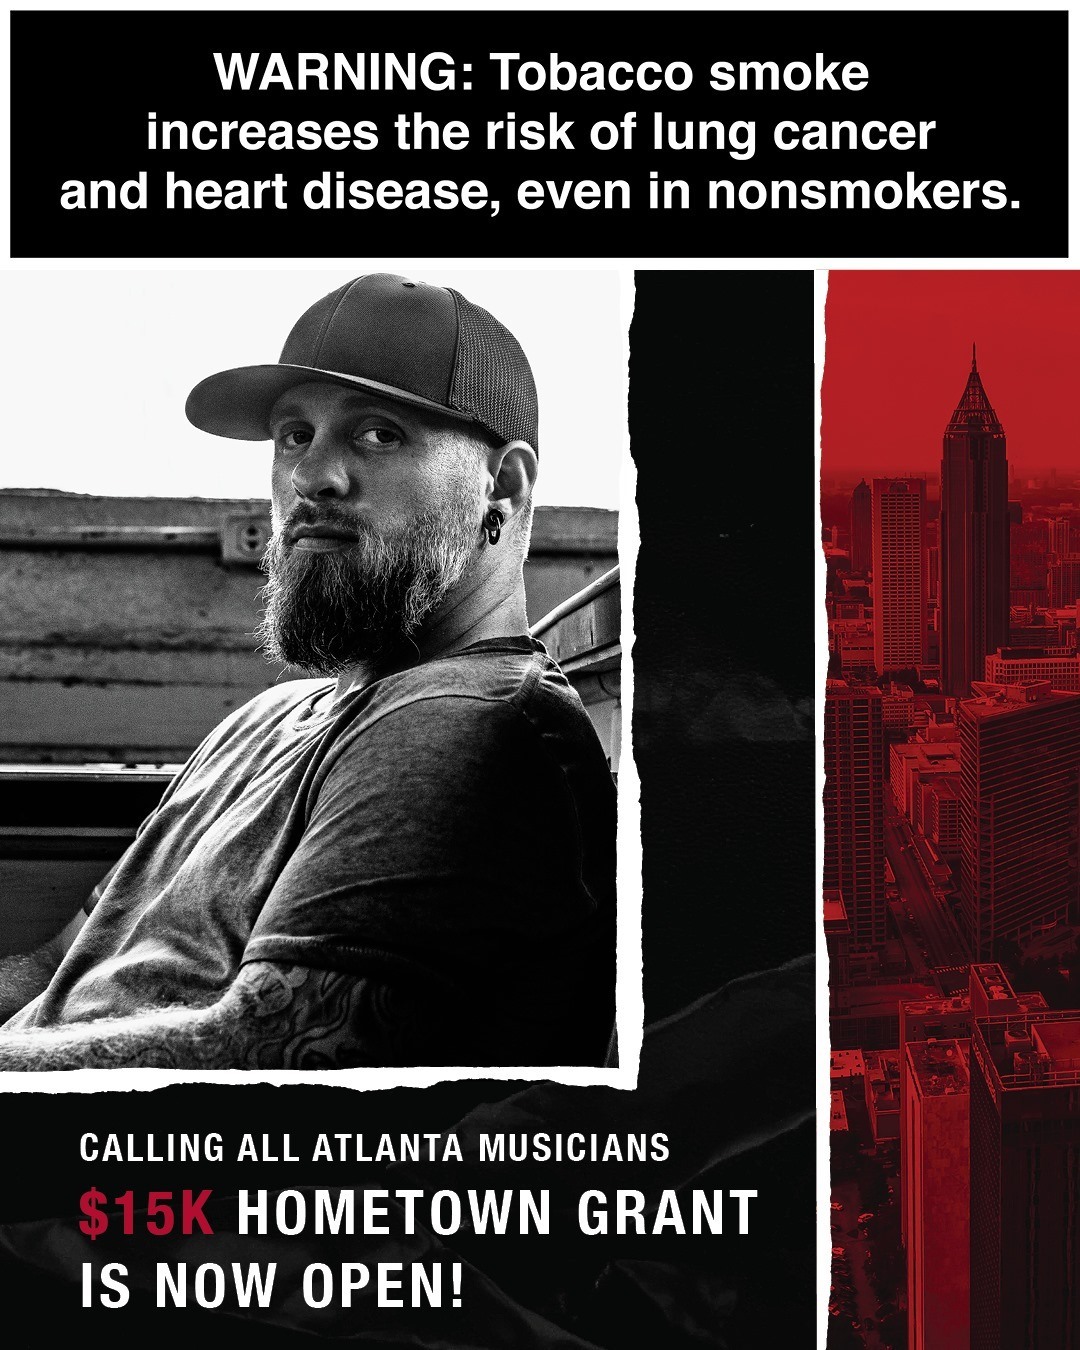 WARNING: Tobacco smoke
increases the risk of lung cancer
and heart disease, even in nonsmokers.
CALLING ALL ATLANTA MUSICIANS
$15K HOMETOWN GRANT
IS NOW OPEN!